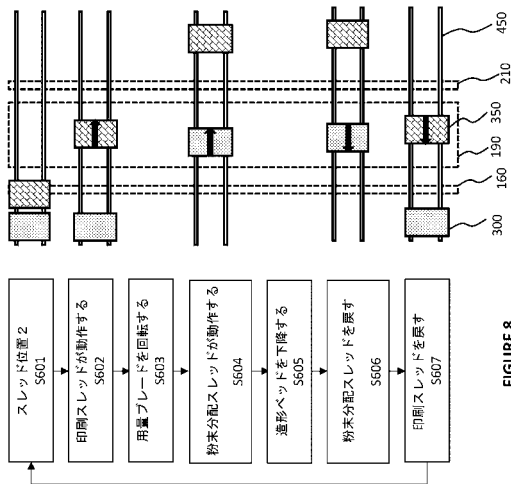 スレッド位置2
S601
印刷スレッドが動作する
S602
用量ブレードを回転する
S603
粉末分配スレッドが動作する
S604
造形ベッドを下降する
S605
粉末分配スレッドを戻す
S606
印刷スレッドを戻す
S607
300
160
190
350
210
450
FIGURE 8